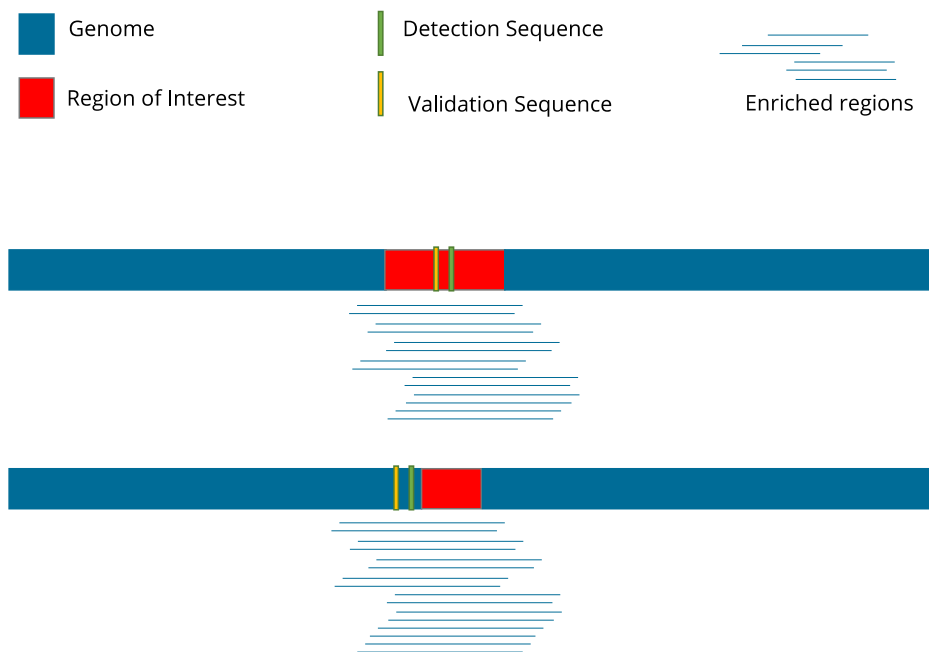 Genome
Detection Sequence
Region of Interest
Validation Sequence
Enriched regions